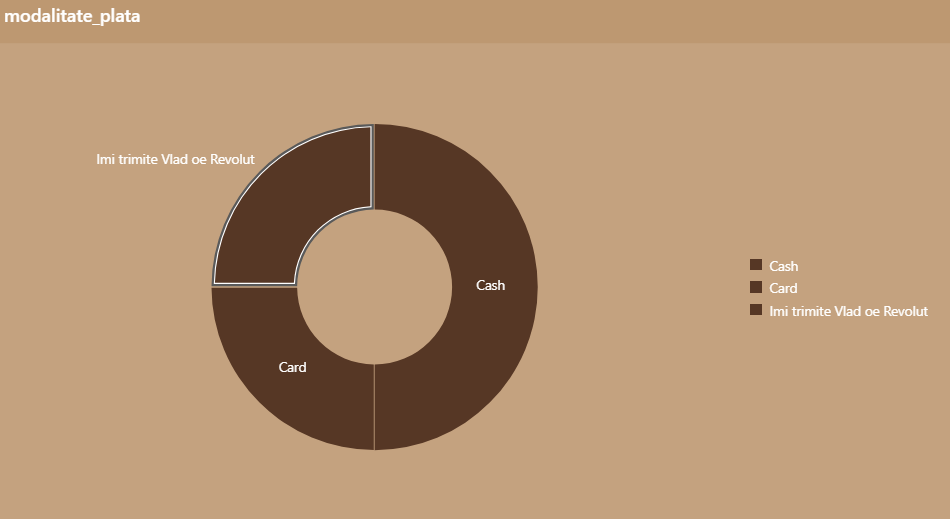 modalitate_plata
Imi trimite Vlad oe Revolut
Cash
Card
Cash
Card
Imi trimite Vlad oe Revolut